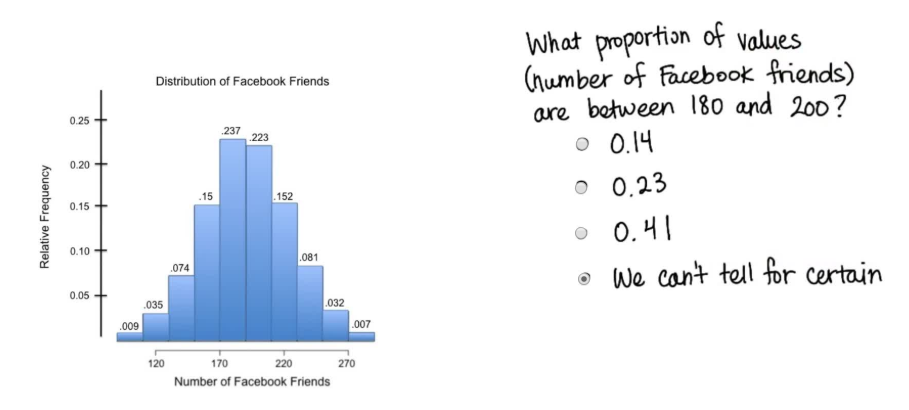 Distribution of Facebook Friends
Relative Frequency
0.25
0.20
0.15
0.10
0.05
.009
.035
.074
.15
.237
.223
.152
.081
.032
.007
120 170 220 270
Number of Facebook Friends
What proportion of values
(number of Facebook friends)
are between 180 and 200?
0.14
0.23
0.41
We can't tell for certain